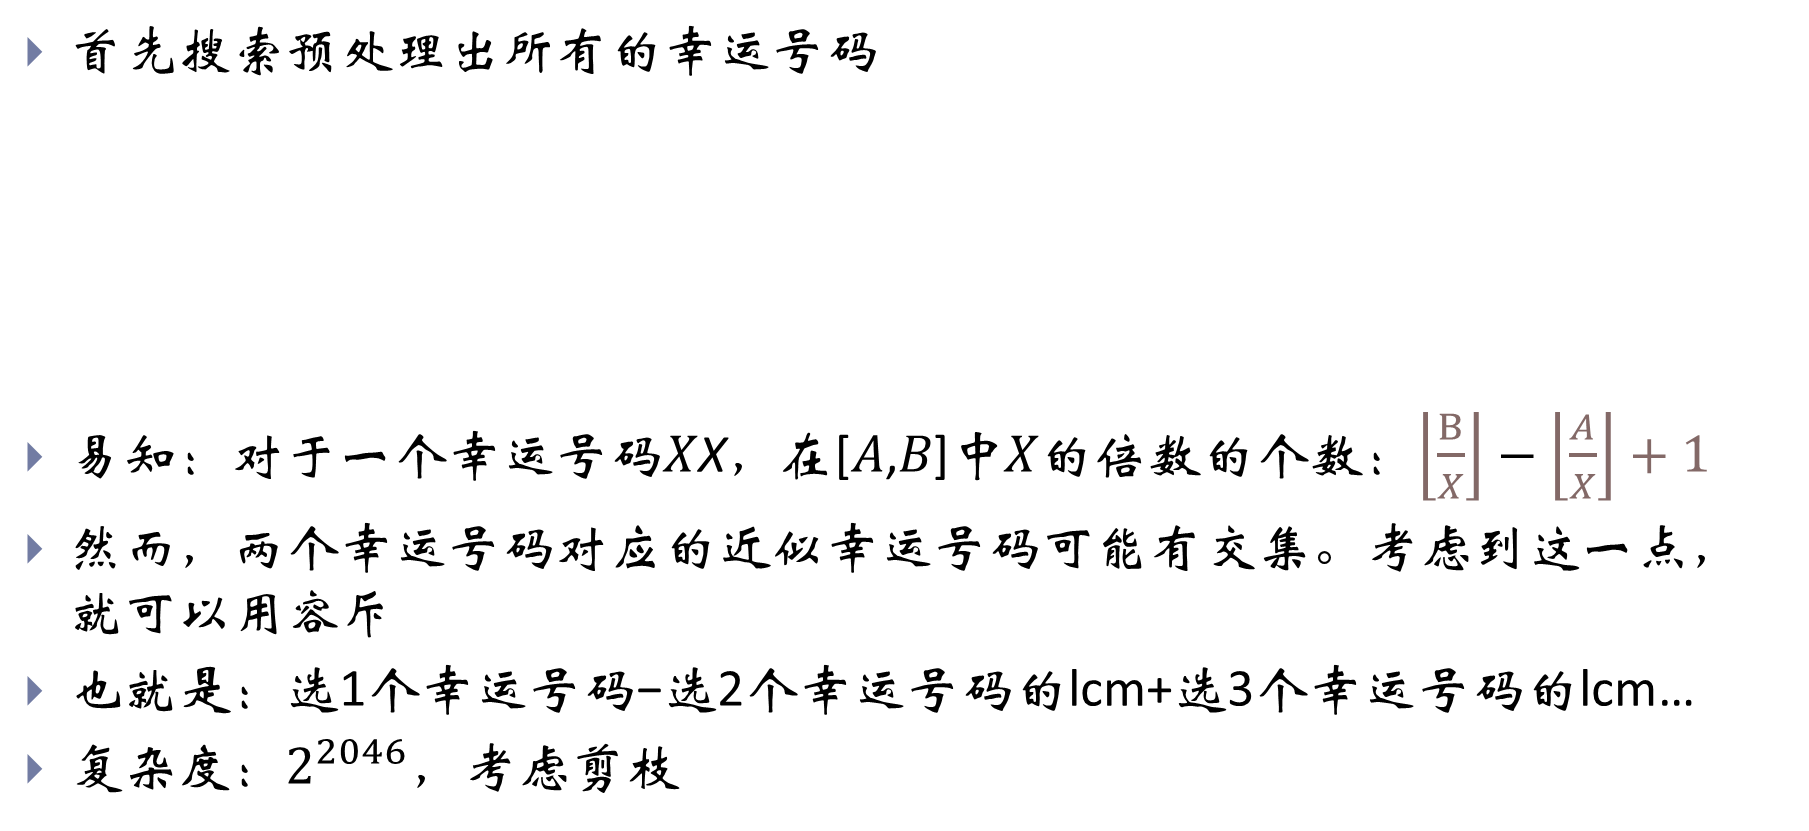 首先搜索预处理出所有的幸运号码
易知：对于一个幸运号码XX，在[A,B]中X的倍数的个数：⌊B/X⌋ − ⌊A/X⌋ + 1
然而，两个幸运号码对应的近似幸运号码可能有交集。考虑到这一点，
就可以用容斥
也就是：选1个幸运号码–选2个幸运号码的lcm+选3个幸运号码的lcm…
复杂度：2^2046，考虑剪枝